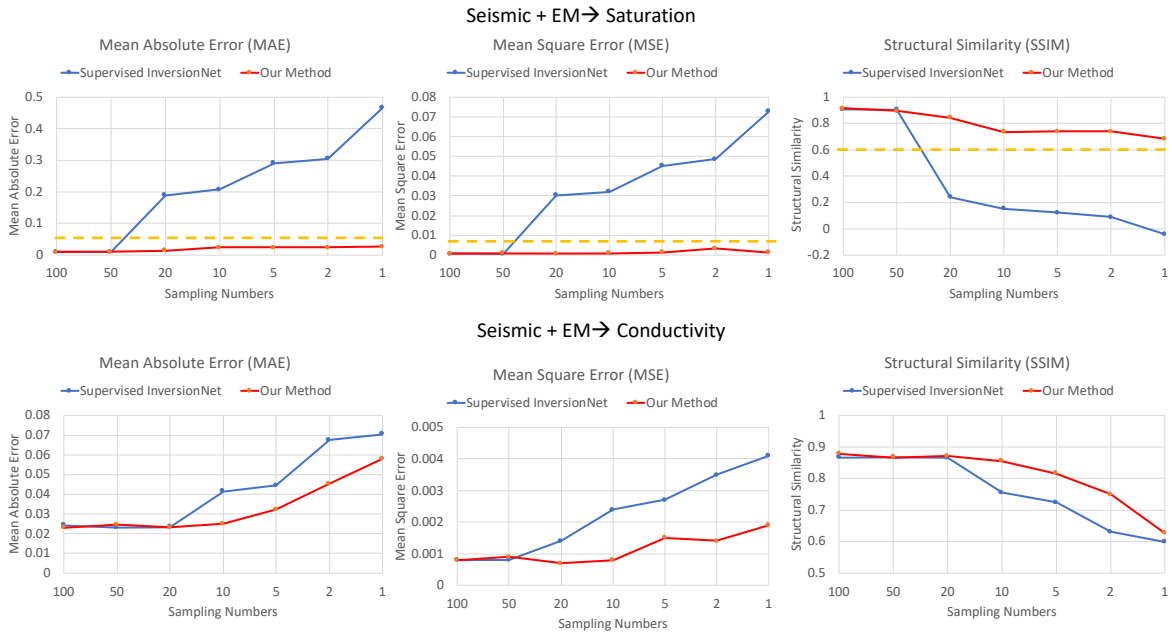 Seismic + EM→ Saturation
Mean Absolute Error (MAE)
Supervised InversionNet
Our Method
Mean Absolute Error
0.5
0.4
0.3
0.2
0.1
0
100 50 20 10 5 2 1
Sampling Numbers
Mean Square Error (MSE)
Supervised InversionNet
Our Method
Mean Square Error
0.08
0.07
0.06
0.05
0.04
0.03
0.02
0.01
0
100 50 20 10 5 2 1
Sampling Numbers
Structural Similarity (SSIM)
Supervised InversionNet
Our Method
Structural Similarity
1
0.8
0.6
0.4
0.2
0
-0.2
100 50 20 10 5 2 1
Sampling Numbers
Seismic + EM→ Conductivity
Mean Absolute Error (MAE)
Supervised InversionNet
Our Method
Mean Absolute Error
0.08
0.07
0.06
0.05
0.04
0.03
0.02
0.01
0
100 50 20 10 5 2 1
Sampling Numbers
Mean Square Error (MSE)
Supervised InversionNet
Our Method
Mean Square Error
0.005
0.004
0.003
0.002
0.001
0
100 50 20 10 5 2 1
Sampling Numbers
Structural Similarity (SSIM)
Supervised InversionNet
Our Method
Structural Similarity
1
0.9
0.8
0.7
0.6
0.5
100 50 20 10 5 2 1
Sampling Numbers